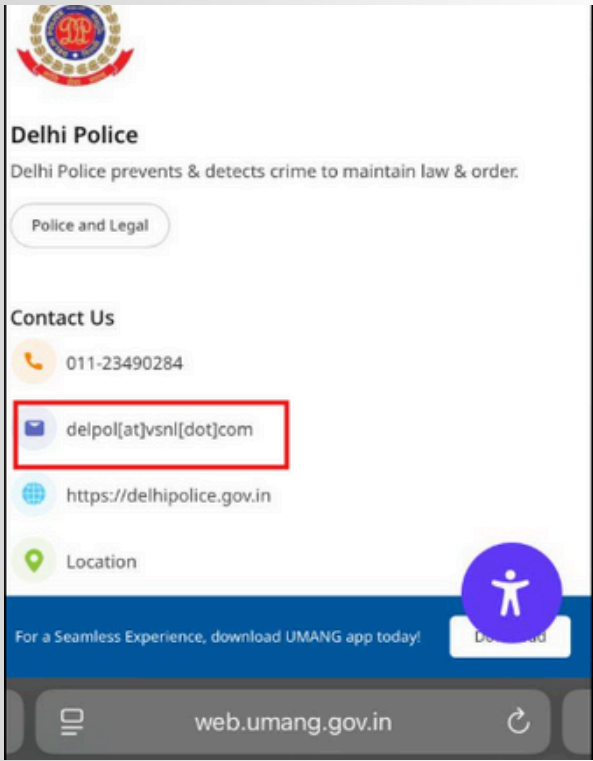 DP
Delhi Police
Delhi Police prevents & detects crime to maintain law & order.
Police and Legal
Contact Us
011-23490284
delpol[at]vsnl[dot]com
https://delhipolice.gov.in
Location
For a Seamless Experience, download UMANG app today!
web.umang.gov.in